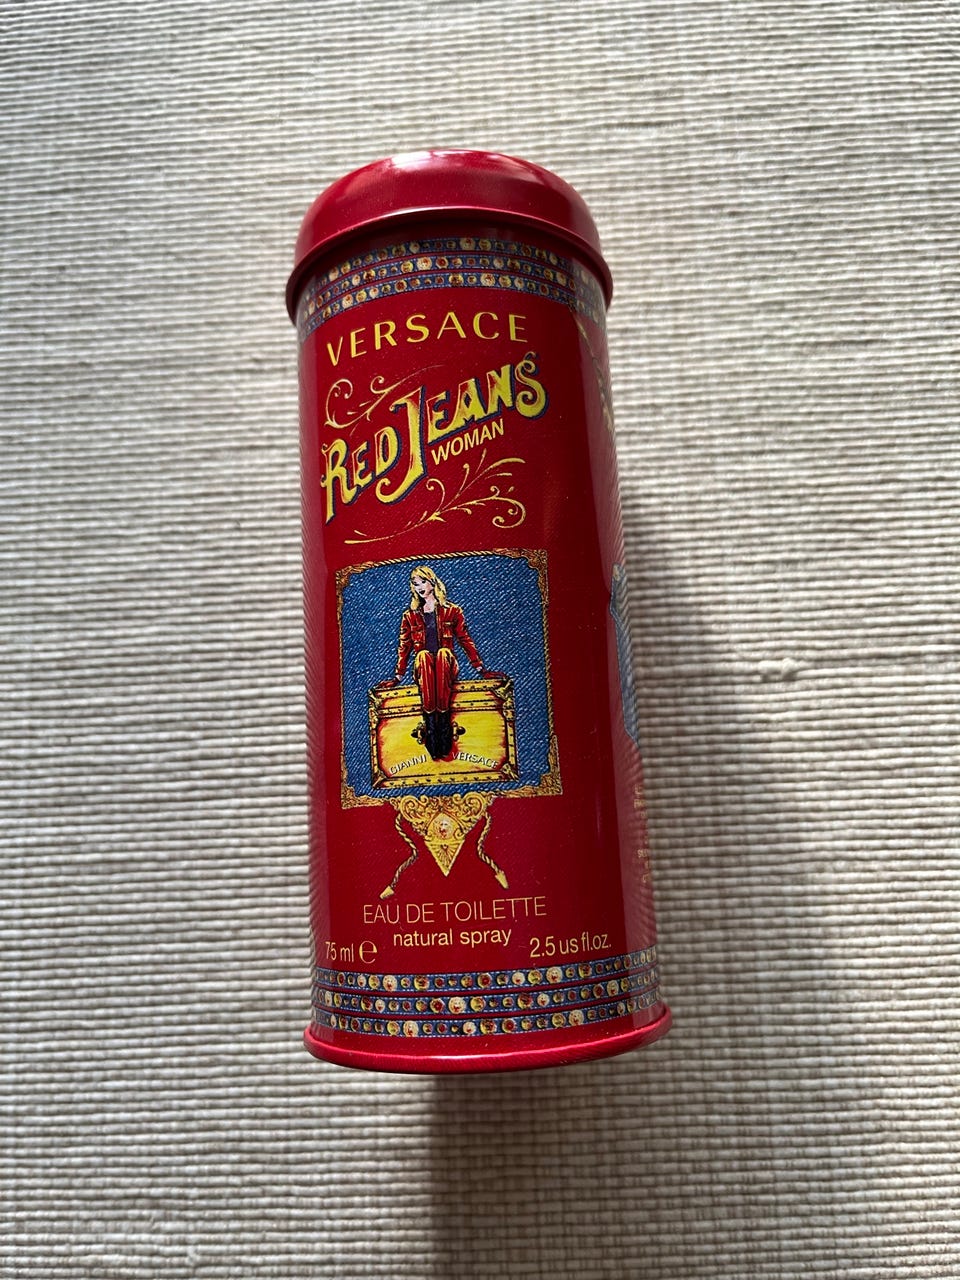 VERSACE
RED JEANS
WOMAN
GIANNI VERSACE
EAU DE TOILETTE
natural spray
75 ml ℮ 2.5 us fl.oz.